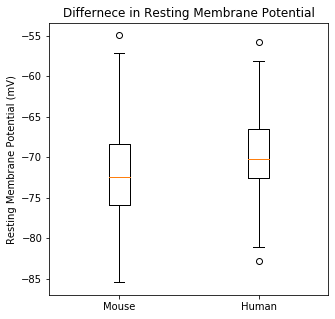 Differnece in Resting Membrane Potential
Resting Membrane Potential (mV)
−55
−60
−65
−70
−75
−80
−85
Mouse Human